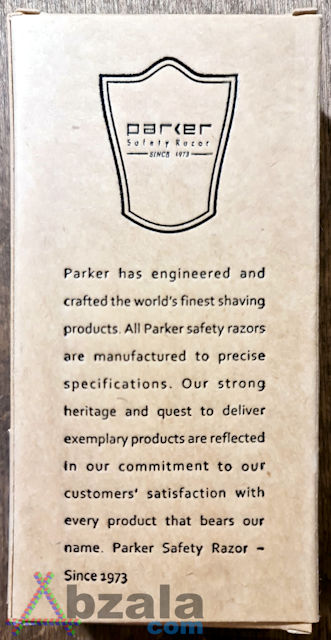 parker
Safety Razor
SINCE 1973
Parker has engineered and
crafted the world's finest shaving
products. All Parker safety razors
are manufactured to precise
specifications. Our strong
heritage and quest to deliver
exemplary products are reflected
in our commitment to our
customers' satisfaction with
every product that bears our
name. Parker Safety Razor –
Since 1973
Abzala.com